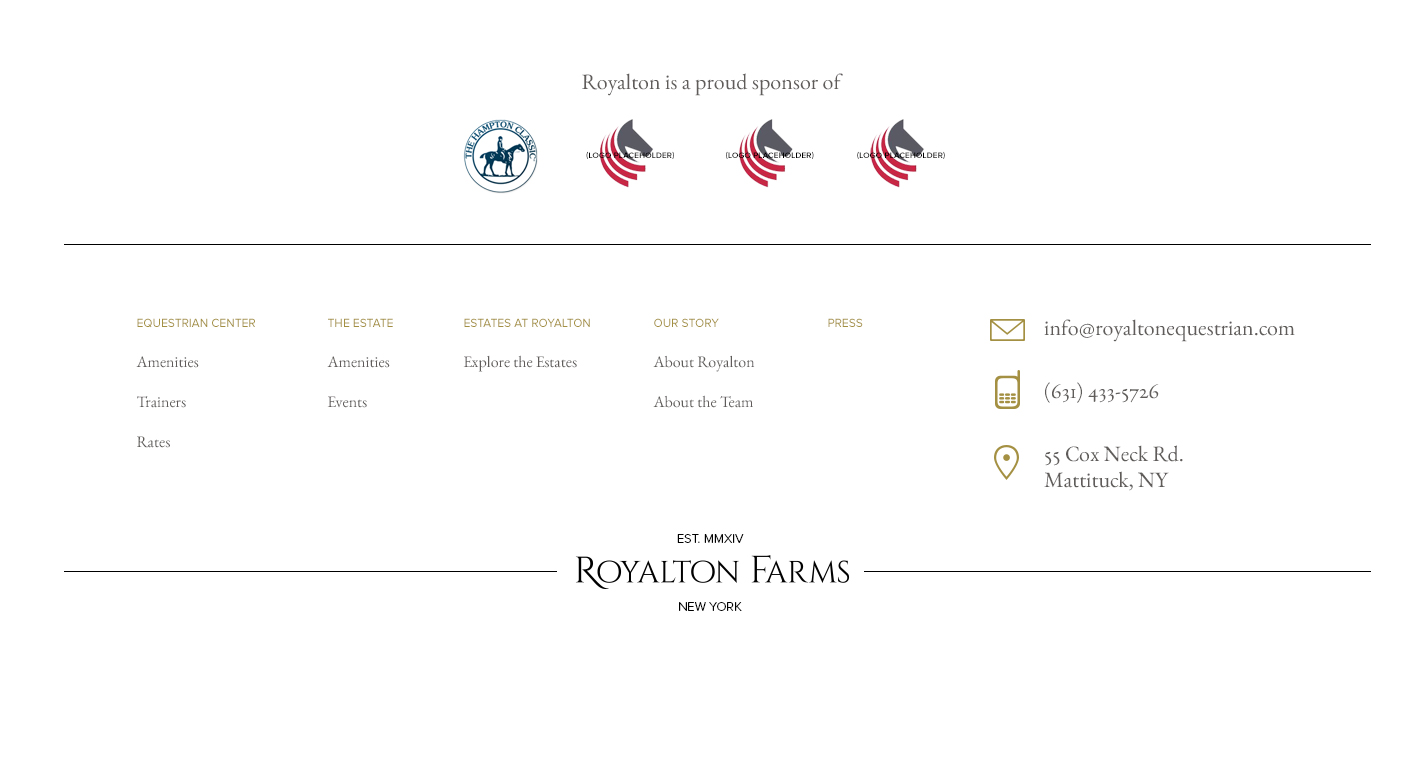 Royalton is a proud sponsor of
THE HAMPTON CLASSIC
(LOGO PLACEHOLDER)
(LOGO PLACEHOLDER)
(LOGO PLACEHOLDER)
EQUESTRIAN CENTER
Amenities
Trainers
Rates
THE ESTATE
Amenities
Events
ESTATES AT ROYALTON
Explore the Estates
OUR STORY
About Royalton
About the Team
PRESS
info@royaltonequestrian.com
(631) 433-5726
55 Cox Neck Rd.
Mattituck, NY
EST. MMXIV
ROYALTON FARMS
NEW YORK